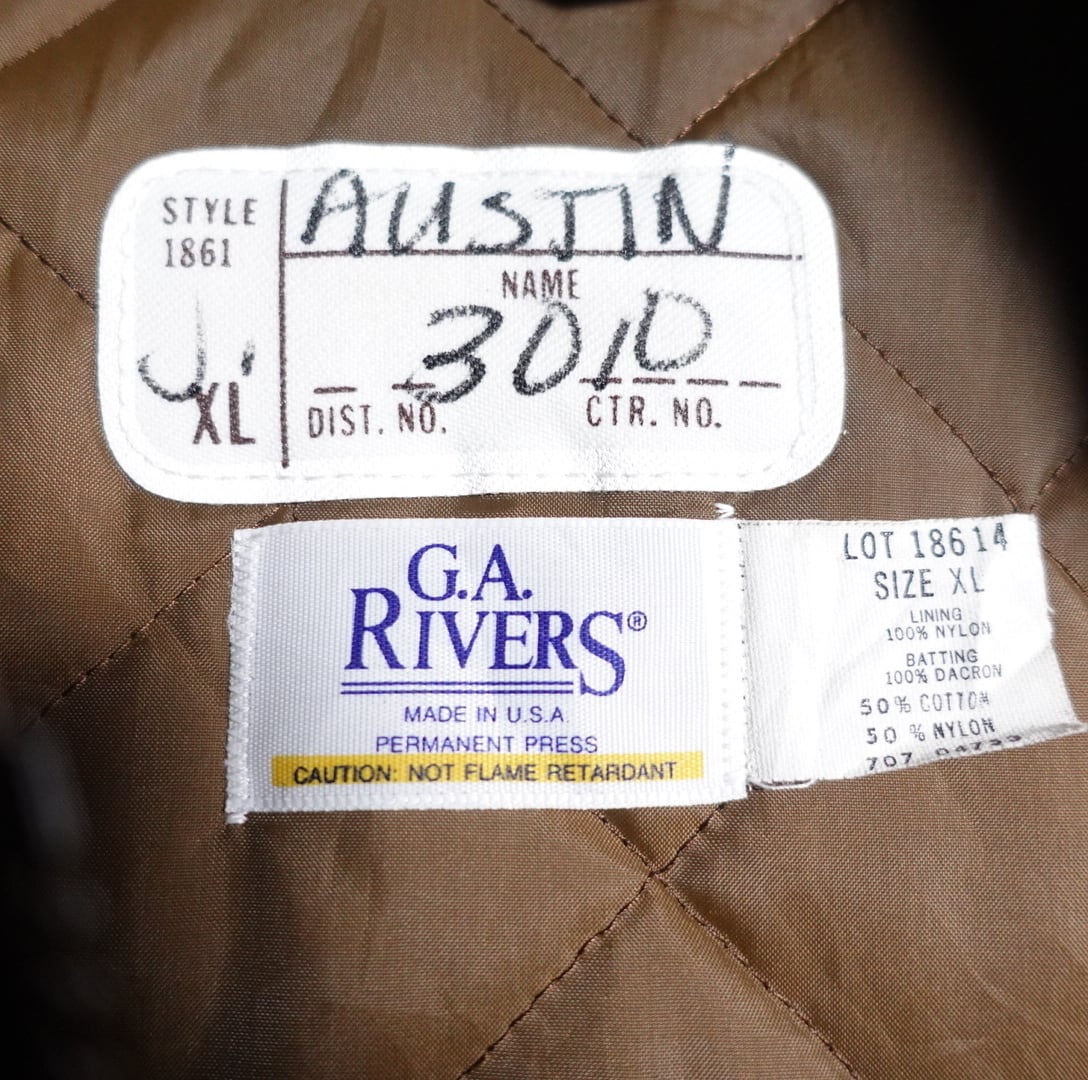 STYLE
1861
XL
AUSTIN
NAME
3010
DIST. NO. CTR. NO.
G.A.
RIVERS®
MADE IN U.S.A
PERMANENT PRESS
CAUTION: NOT FLAME RETARDANT
LOT 18614
SIZE XL
LINING
100% NYLON
BATTING
100% DACRON
50% COTTON
50 % NYLON
707